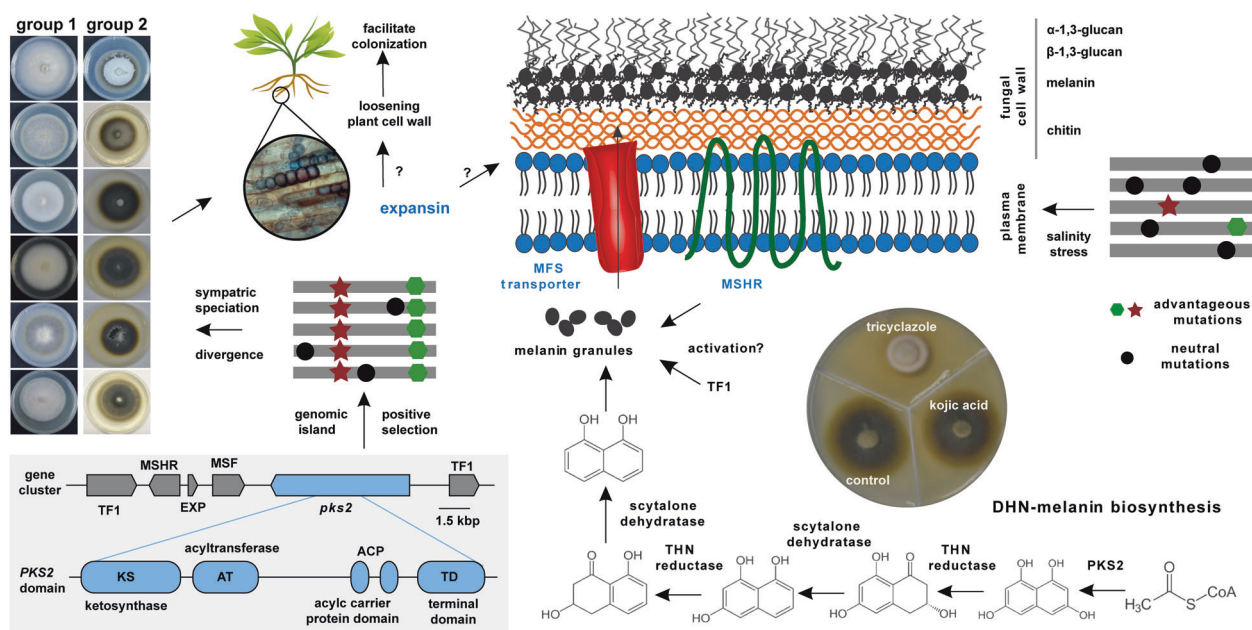 group 1
group 2
facilitate
colonization
loosening
plant cell wall
?
expansin
?
α-1,3-glucan
β-1,3-glucan
melanin
chitin
fungal
cell wall
plasma
membrane
salinity
stress
MFS
transporter
MSHR
advantageous
mutations
neutral
mutations
sympatric
speciation
divergence
genomic
island
positive
selection
melanin granules
activation?
TF1
OH
OH
tricyclazole
kojic acid
control
gene
cluster
TF1
MSHR
EXP
MSF
pks2
TF1
1.5 kbp
PKS2
domain
KS
ketosynthase
acyltransferase
AT
ACP
acylc carrier
protein domain
TD
terminal
domain
scytalone
dehydratase
DHN-melanin biosynthesis
O
OH
HO
THN
reductase
OH
OH
HO
scytalone
dehydratase
OH
O
HO
OH
THN
reductase
OH
OH
HO
OH
PKS2
O
H3C
S
CoA